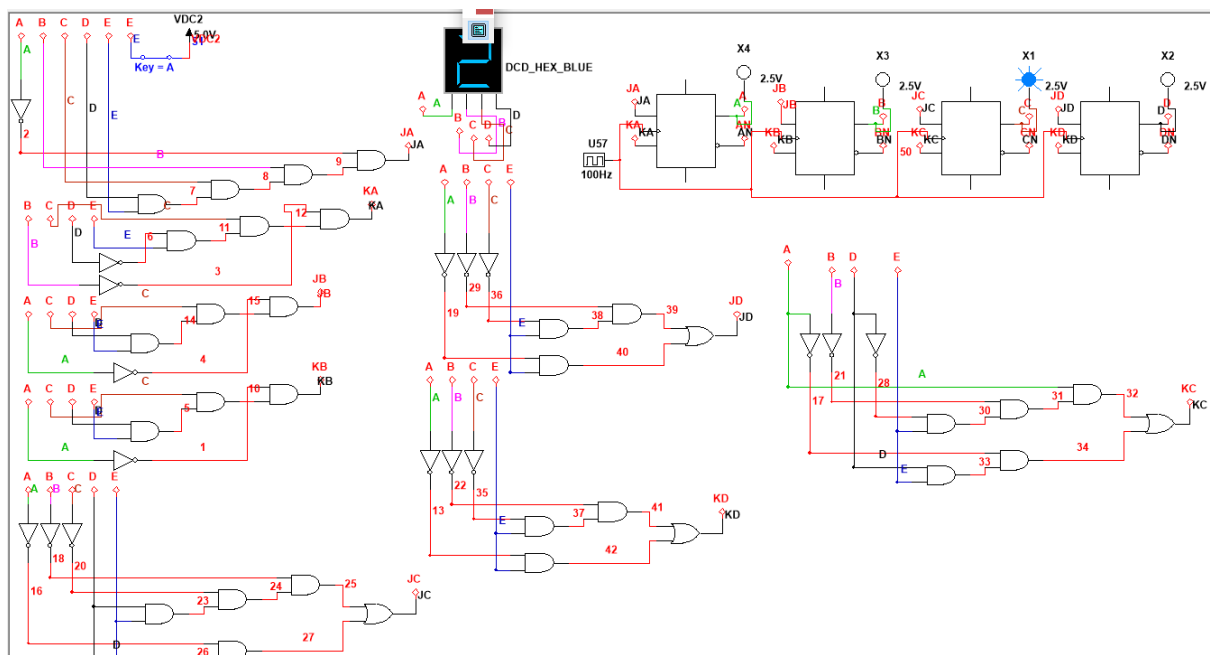 A B C D E E
VDC2
5.0V
VDC2
S1
A
E
Key = A
C
D
E
2
B
JA
JA
9
8
7
B C D E
C
KA
KA
12
11
6
E
D
B
3
C
JB
JB
A C D E
15
14
4
A
C
KB
KB
A C D E
10
5
1
A
A B C D E
A B C
18
20
16
25
24
23
JC
JC
27
D
26
2
DCD_HEX_BLUE
A
A
B
C
D
B
C
D
A B C E
A
B
C
29
36
19
E
38
39
JD
JD
40
A B C E
A
B
C
22
35
13
E
37
41
KD
KD
42
X4
2.5V
JA
JA
KA
KA
A
A
AN
AN
U57
100Hz
X3
2.5V
JB
JB
KB
KB
B
B
BN
BN
X1
2.5V
JC
JC
KC
KC
C
C
CN
CN
50
X2
2.5V
JD
JD
KD
KD
D
D
DN
DN
A
B D E
B
A
21
28
17
30
31
32
KC
KC
D
E
33
34